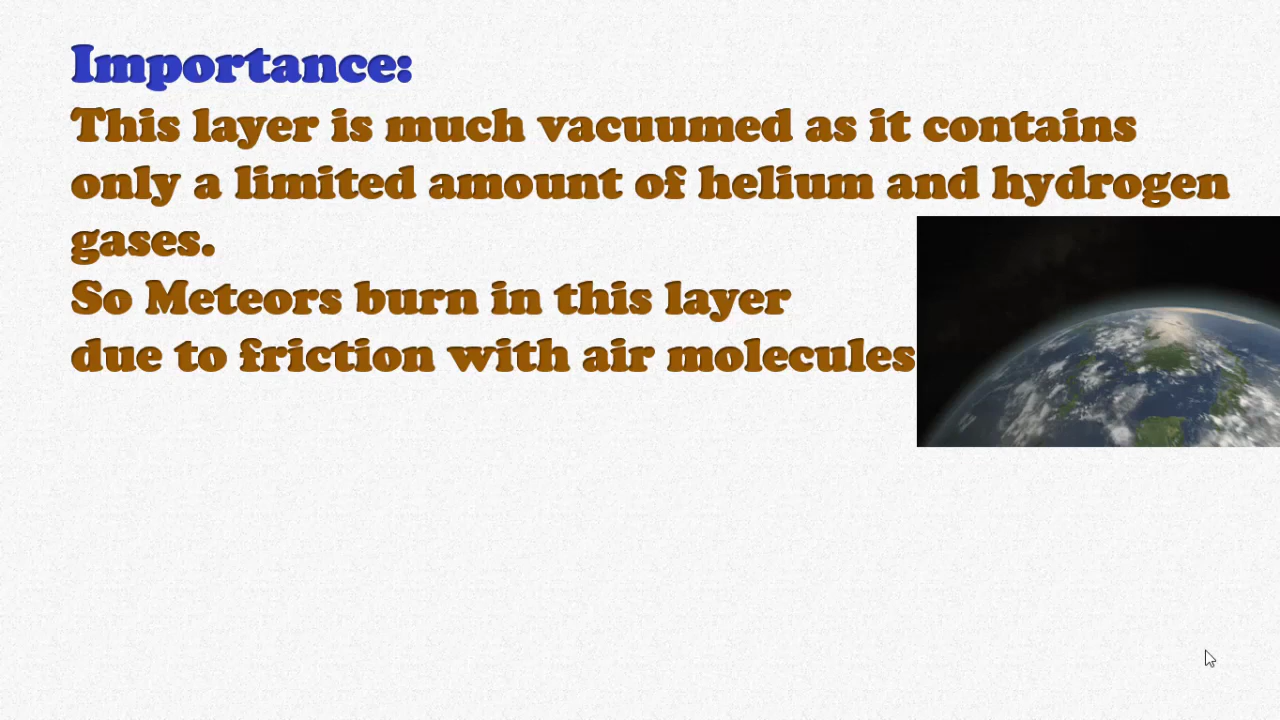 Importance:
This layer is much vacuumed as it contains
only a limited amount of helium and hydrogen
gases.
So Meteors burn in this layer
due to friction with air molecules